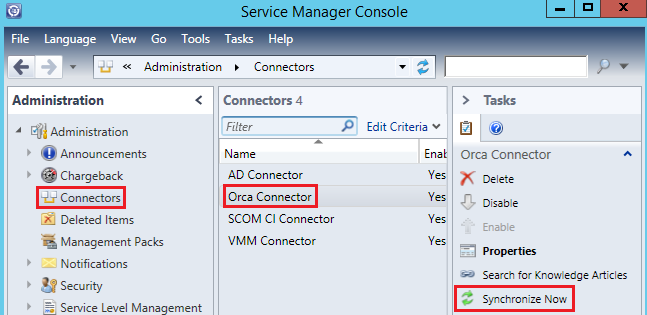 Service Manager Console
File Language View Go Tools Tasks Help
« Administration Connectors
Administration
Administration
Announcements
Chargeback
Connectors
Deleted Items
Management Packs
Notifications
Security
Service Level Management
Connectors 4
Filter Edit Criteria
Name Enab
AD Connector Yes
Orca Connector Yes
SCOM CI Connector Yes
VMM Connector Yes
Tasks
Orca Connector
Delete
Disable
Enable
Properties
Search for Knowledge Articles
Synchronize Now